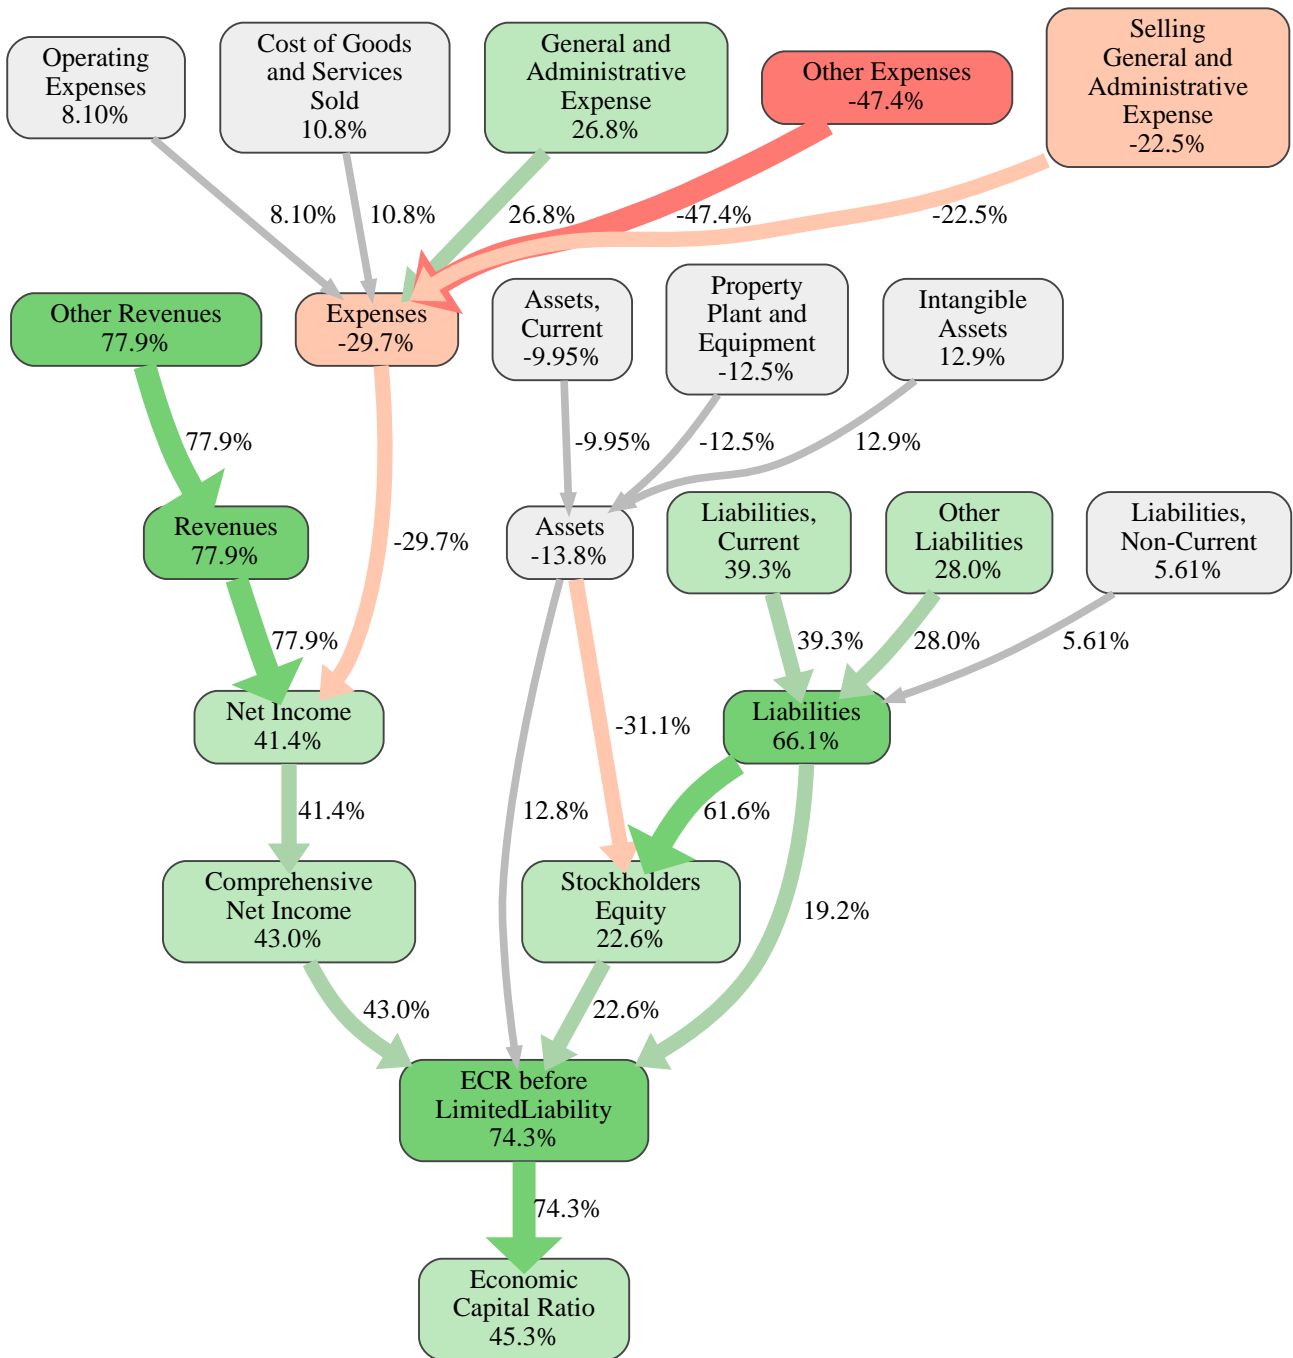 Operating
Expenses
8.10%
Cost of Goods
and Services
Sold
10.8%
General and
Administrative
Expense
26.8%
Other Expenses
-47.4%
Selling
General and
Administrative
Expense
-22.5%
8.10%
10.8%
26.8%
-47.4%
-22.5%
Other Revenues
77.9%
Expenses
-29.7%
Assets,
Current
-9.95%
Property
Plant and
Equipment
-12.5%
Intangible
Assets
12.9%
77.9%
-9.95%
-12.5%
12.9%
Revenues
77.9%
-29.7%
Assets
-13.8%
Liabilities,
Current
39.3%
Other
Liabilities
28.0%
Liabilities,
Non-Current
5.61%
77.9%
39.3%
28.0%
5.61%
Net Income
41.4%
-31.1%
Liabilities
66.1%
41.4%
12.8%
61.6%
Comprehensive
Net Income
43.0%
Stockholders
Equity
22.6%
19.2%
43.0%
22.6%
ECR before
LimitedLiability
74.3%
74.3%
Economic
Capital Ratio
45.3%